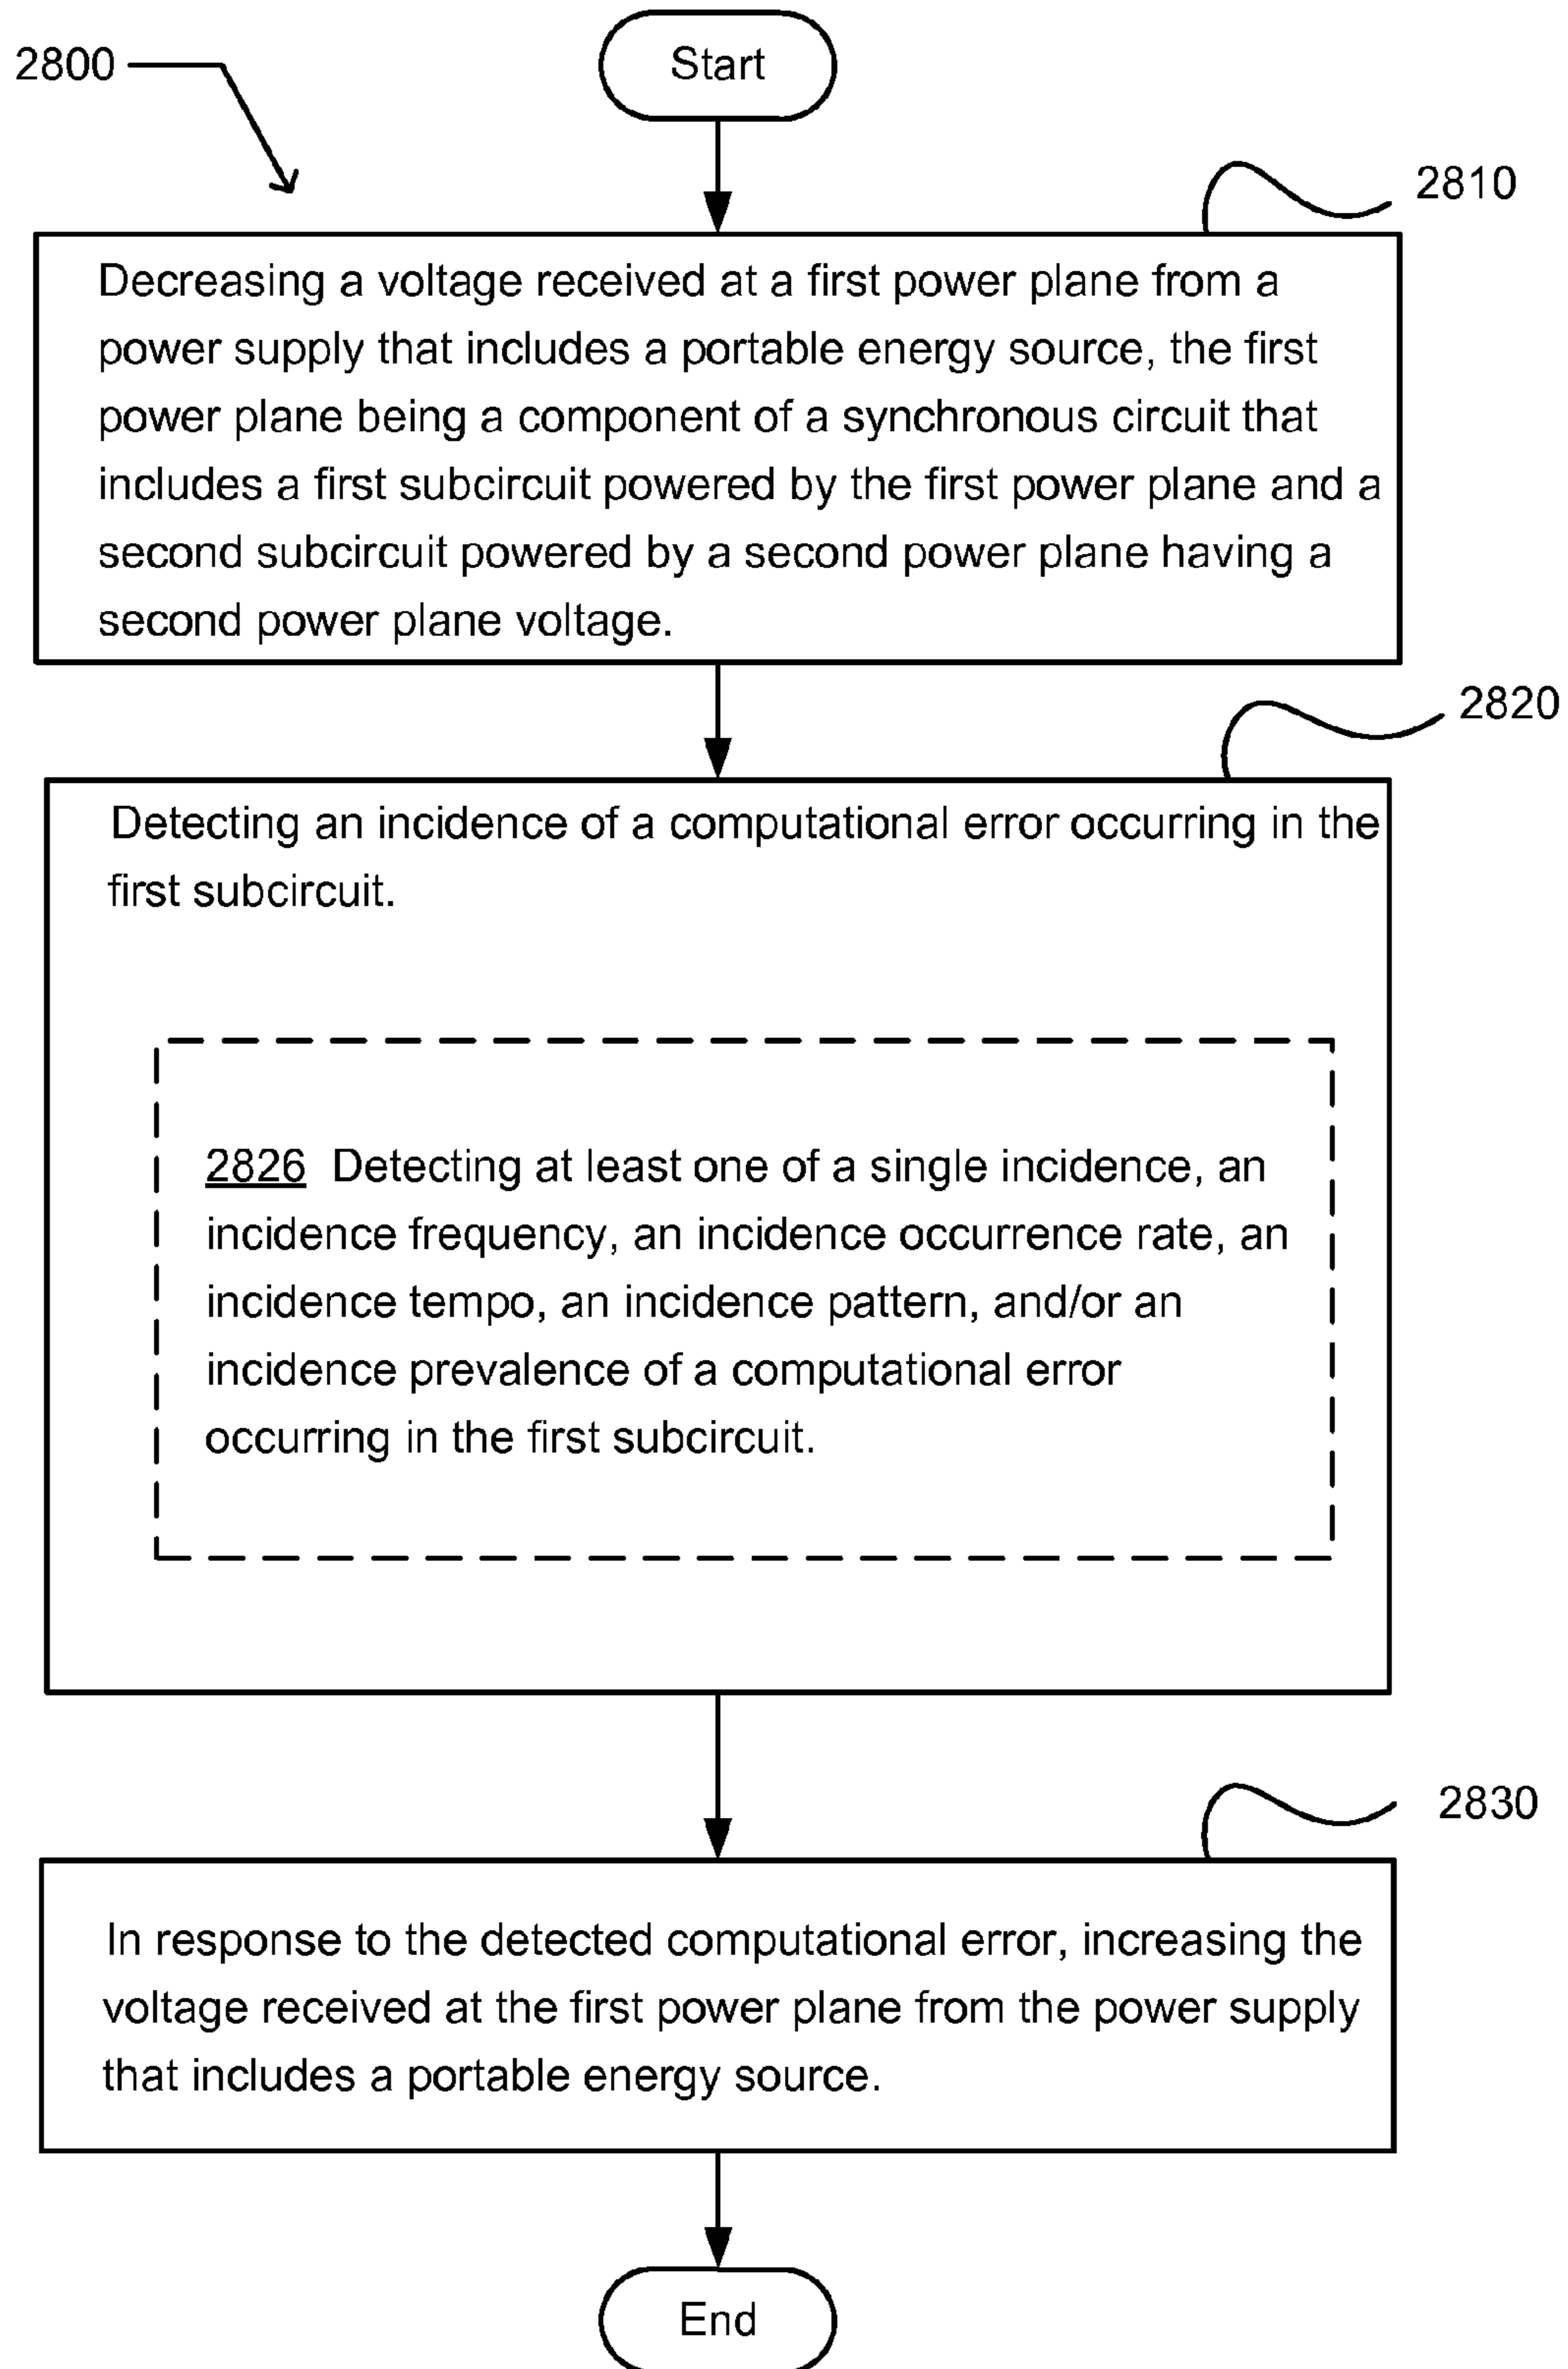 Start
2800
2810
Decreasing a voltage received at a first power plane from a
power supply that includes a portable energy source, the first
power plane being a component of a synchronous circuit that
includes a first subcircuit powered by the first power plane and a
second subcircuit powered by a second power plane having a
second power plane voltage.
2820
Detecting an incidence of a computational error occurring in the
first subcircuit.
2826 Detecting at least one of a single incidence, an
incidence frequency, an incidence occurrence rate, an
incidence tempo, an incidence pattern, and/or an
incidence prevalence of a computational error
occurring in the first subcircuit.
2830
In response to the detected computational error, increasing the
voltage received at the first power plane from the power supply
that includes a portable energy source.
End